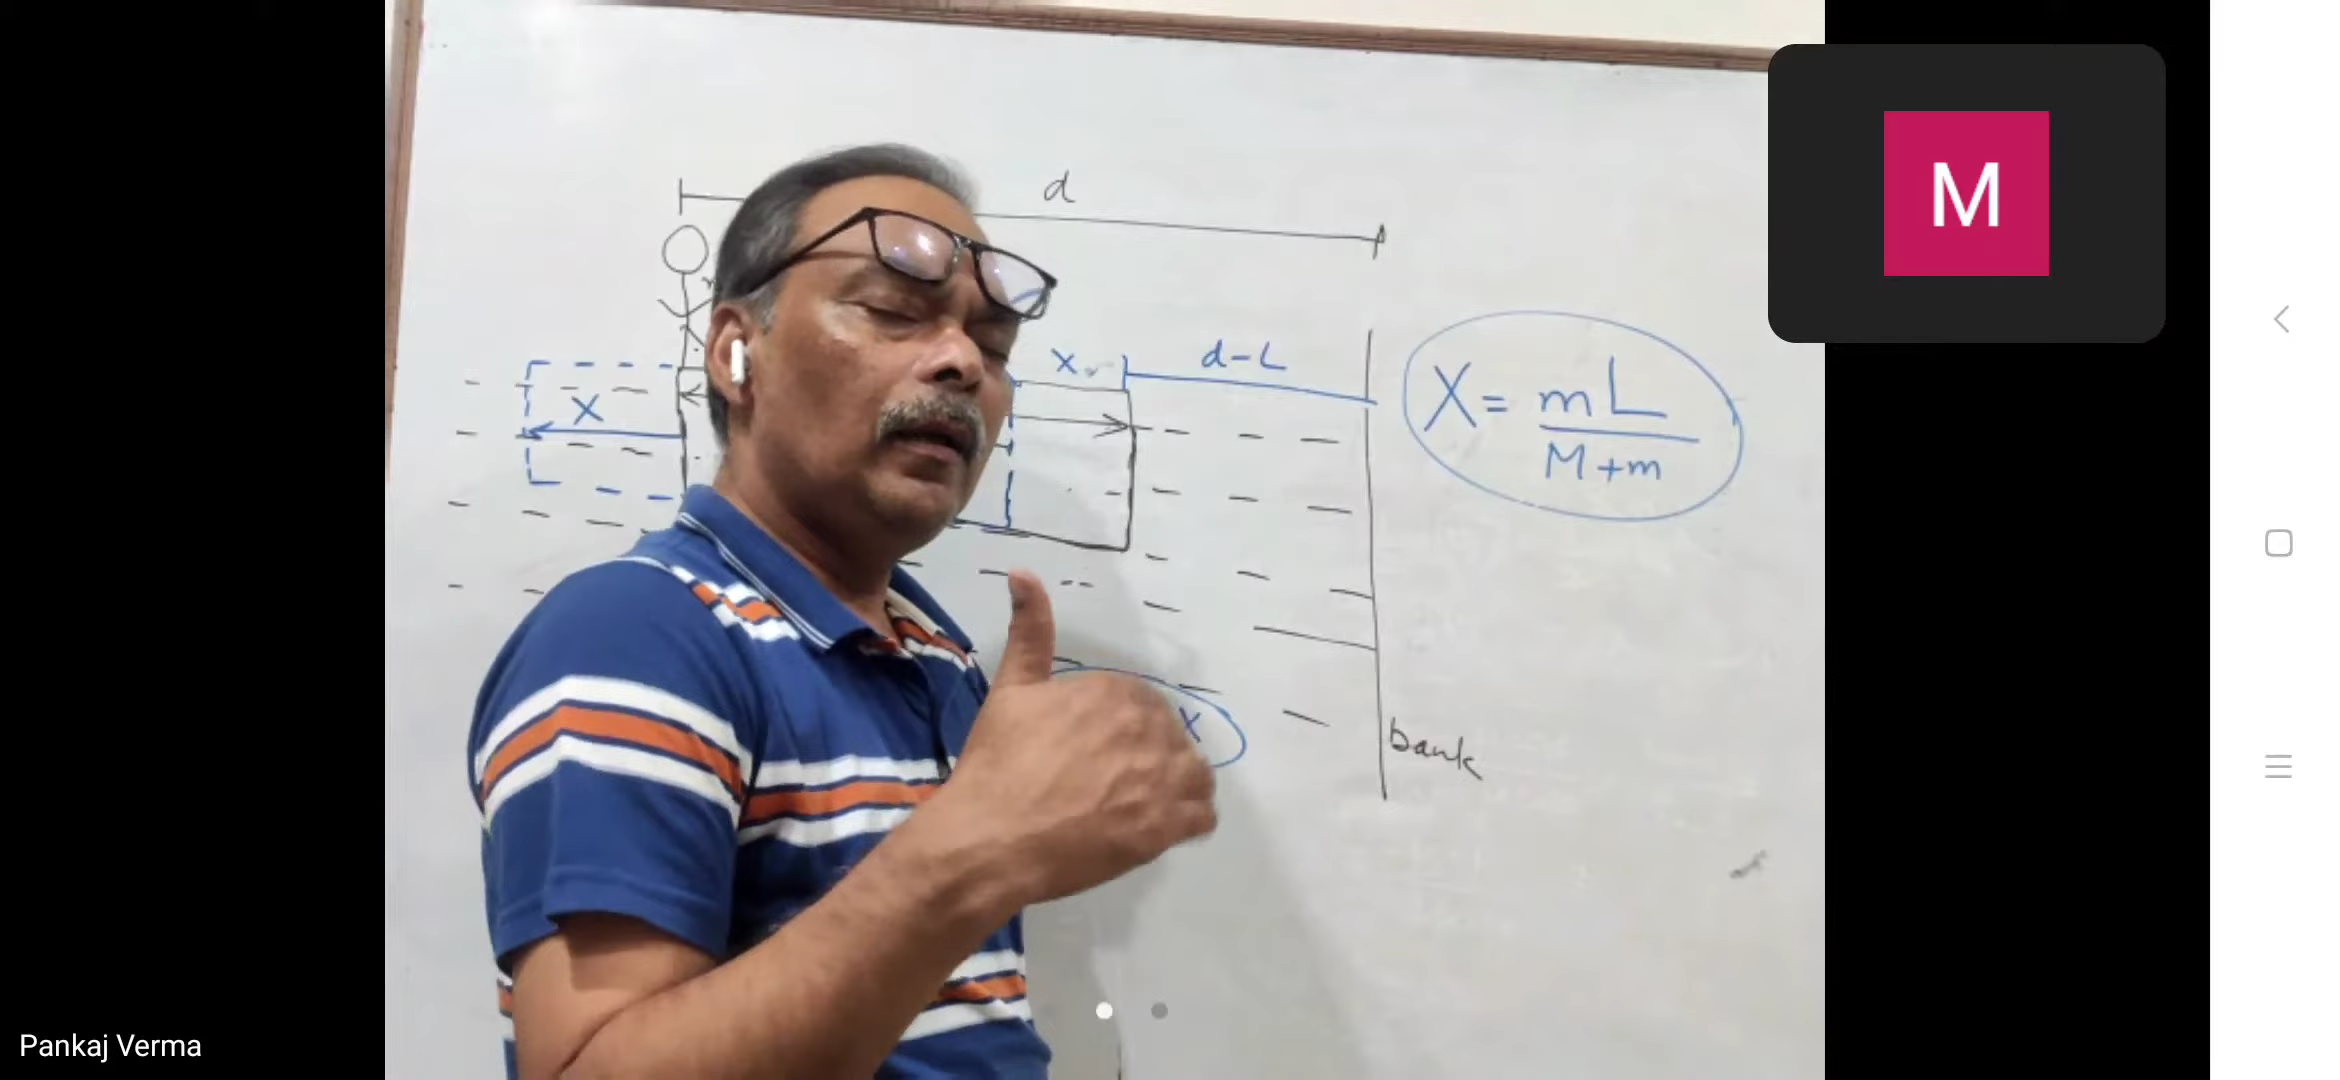 d
M
X
d-L
X
X = mL
M+m
X
bank
Pankaj Verma